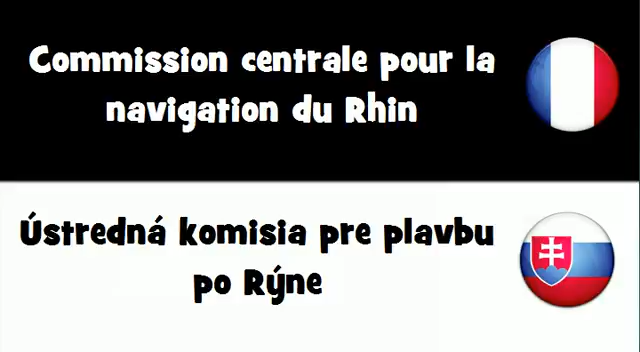 Commission centrale pour la
navigation du Rhin
Ústredná komisia pre plavbu
po Rýne